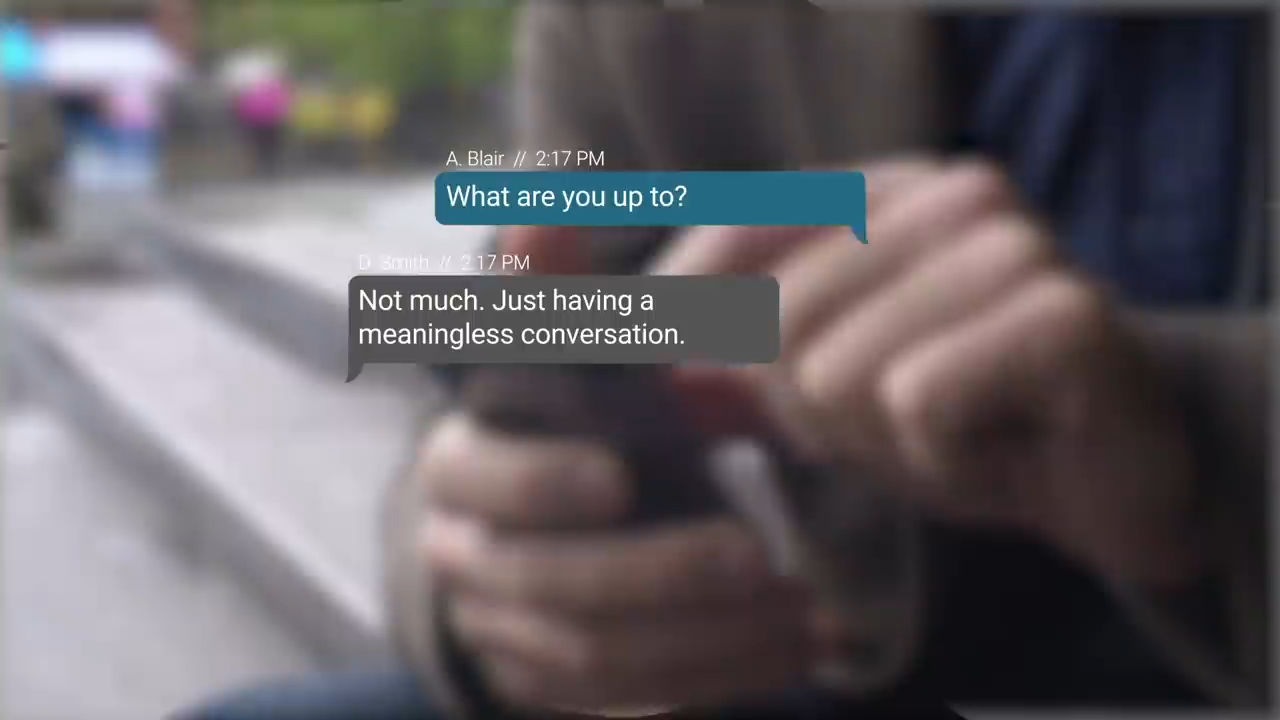 A. Blair // 2:17 PM
What are you up to?
D. Smith // 2:17 PM
Not much. Just having a
meaningless conversation.